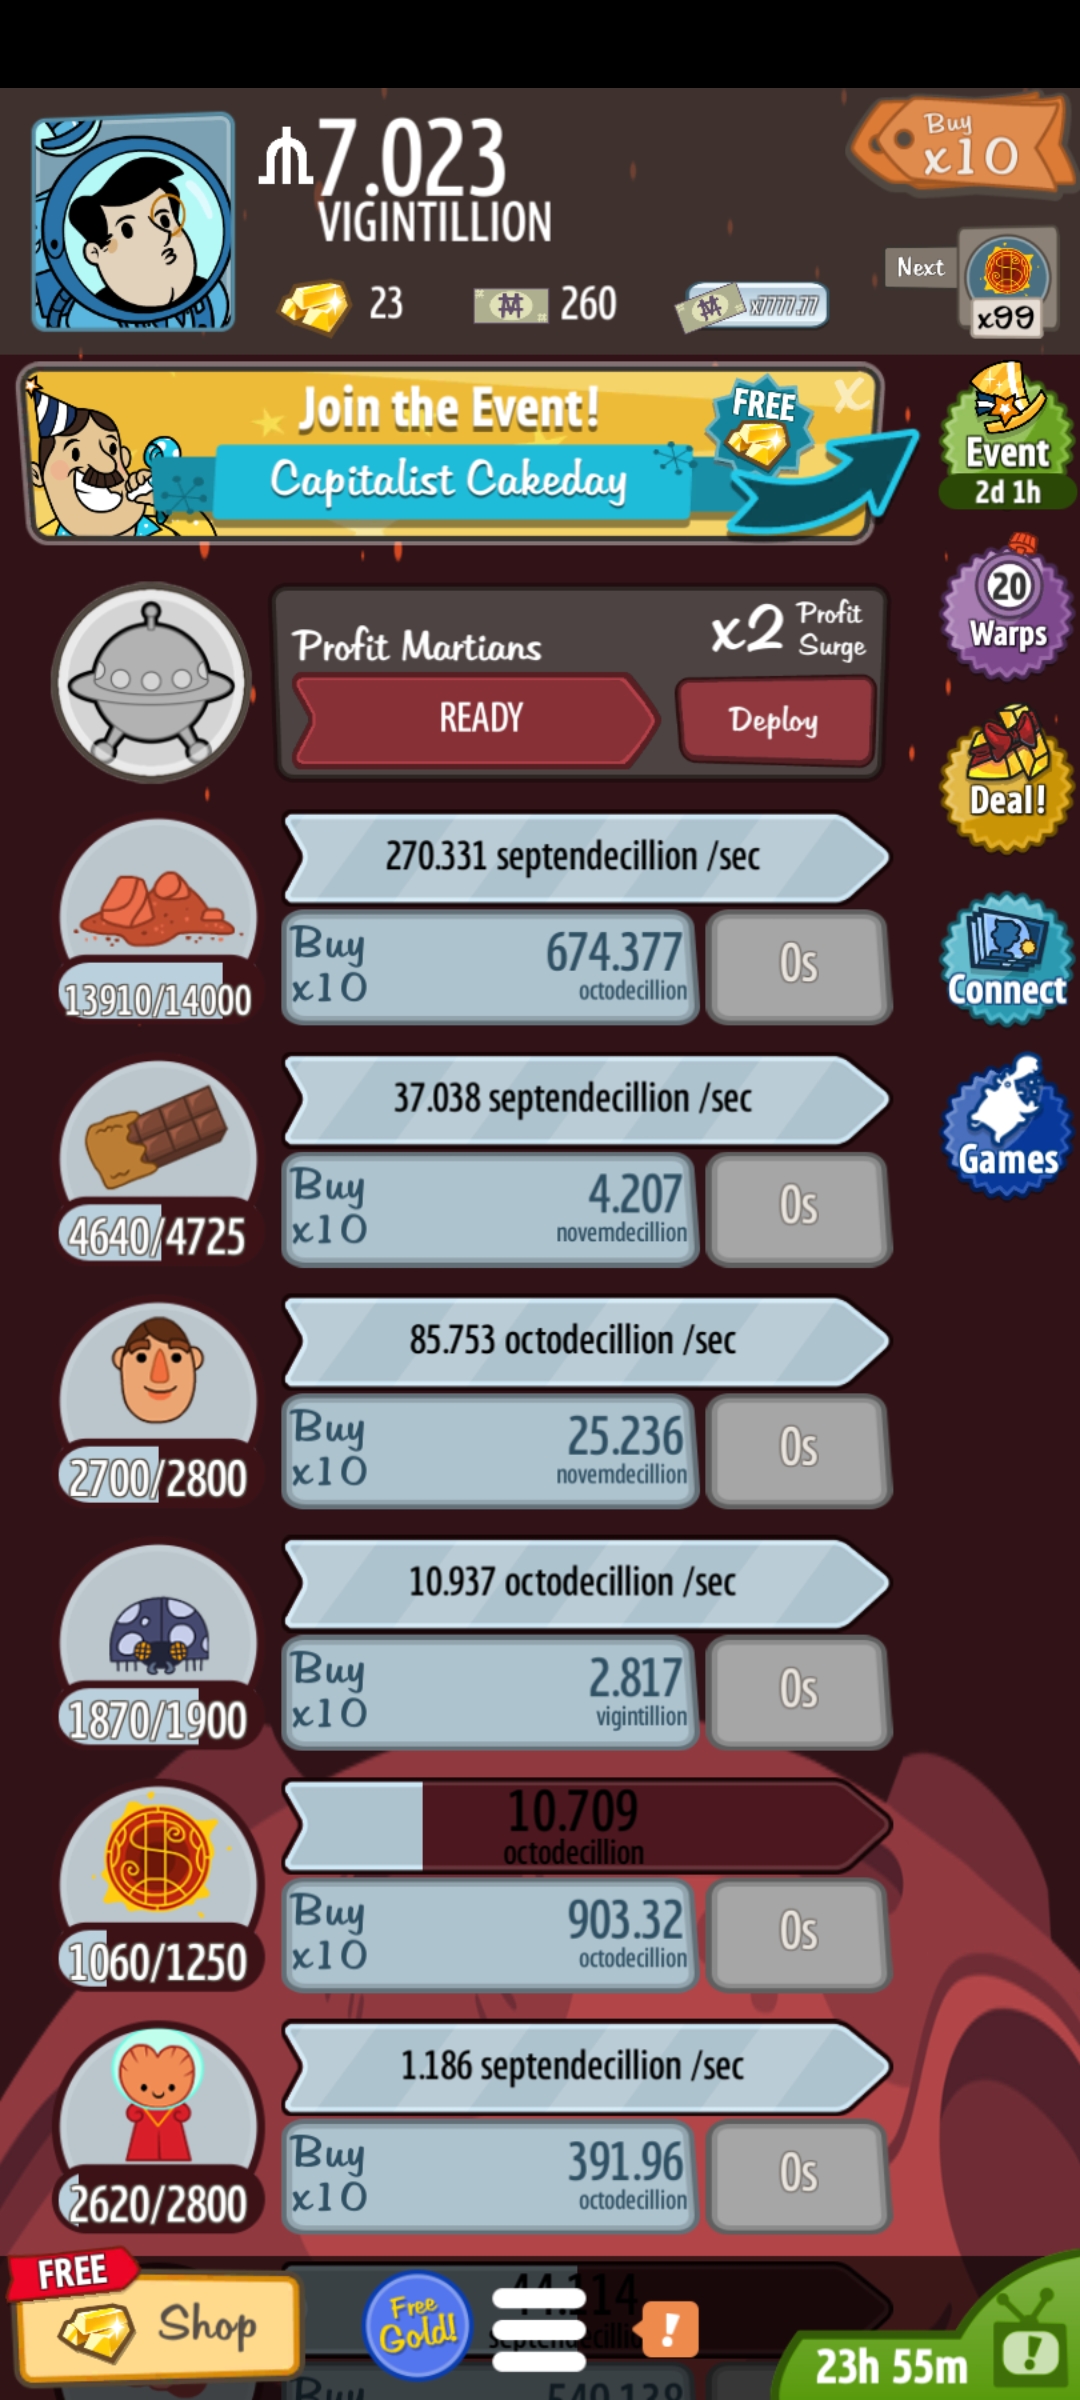 7.023
VIGINTILLION
Buy
x10
23
260
x7777.77
Next
x99
Join the Event!
Capitalist Cakeday
FREE
x
Event
2d 1h
20
Warps
Deal!
Connect
Games
Profit Martians
x2 Profit
Surge
READY
Deploy
270.331 septendecillion /sec
Buy
x10
674.377
octodecillion
0s
13910/14000
37.038 septendecillion /sec
Buy
x10
4.207
novemdecillion
0s
4640/4725
85.753 octodecillion /sec
Buy
x10
25.236
novemdecillion
0s
2700/2800
10.937 octodecillion /sec
Buy
x10
2.817
vigintillion
0s
1870/1900
10.709
octodecillion
Buy
x10
903.32
octodecillion
0s
1060/1250
1.186 septendecillion /sec
Buy
x10
391.96
octodecillion
0s
2620/2800
FREE
Shop
Free
Gold!
!
23h 55m
!
Buy